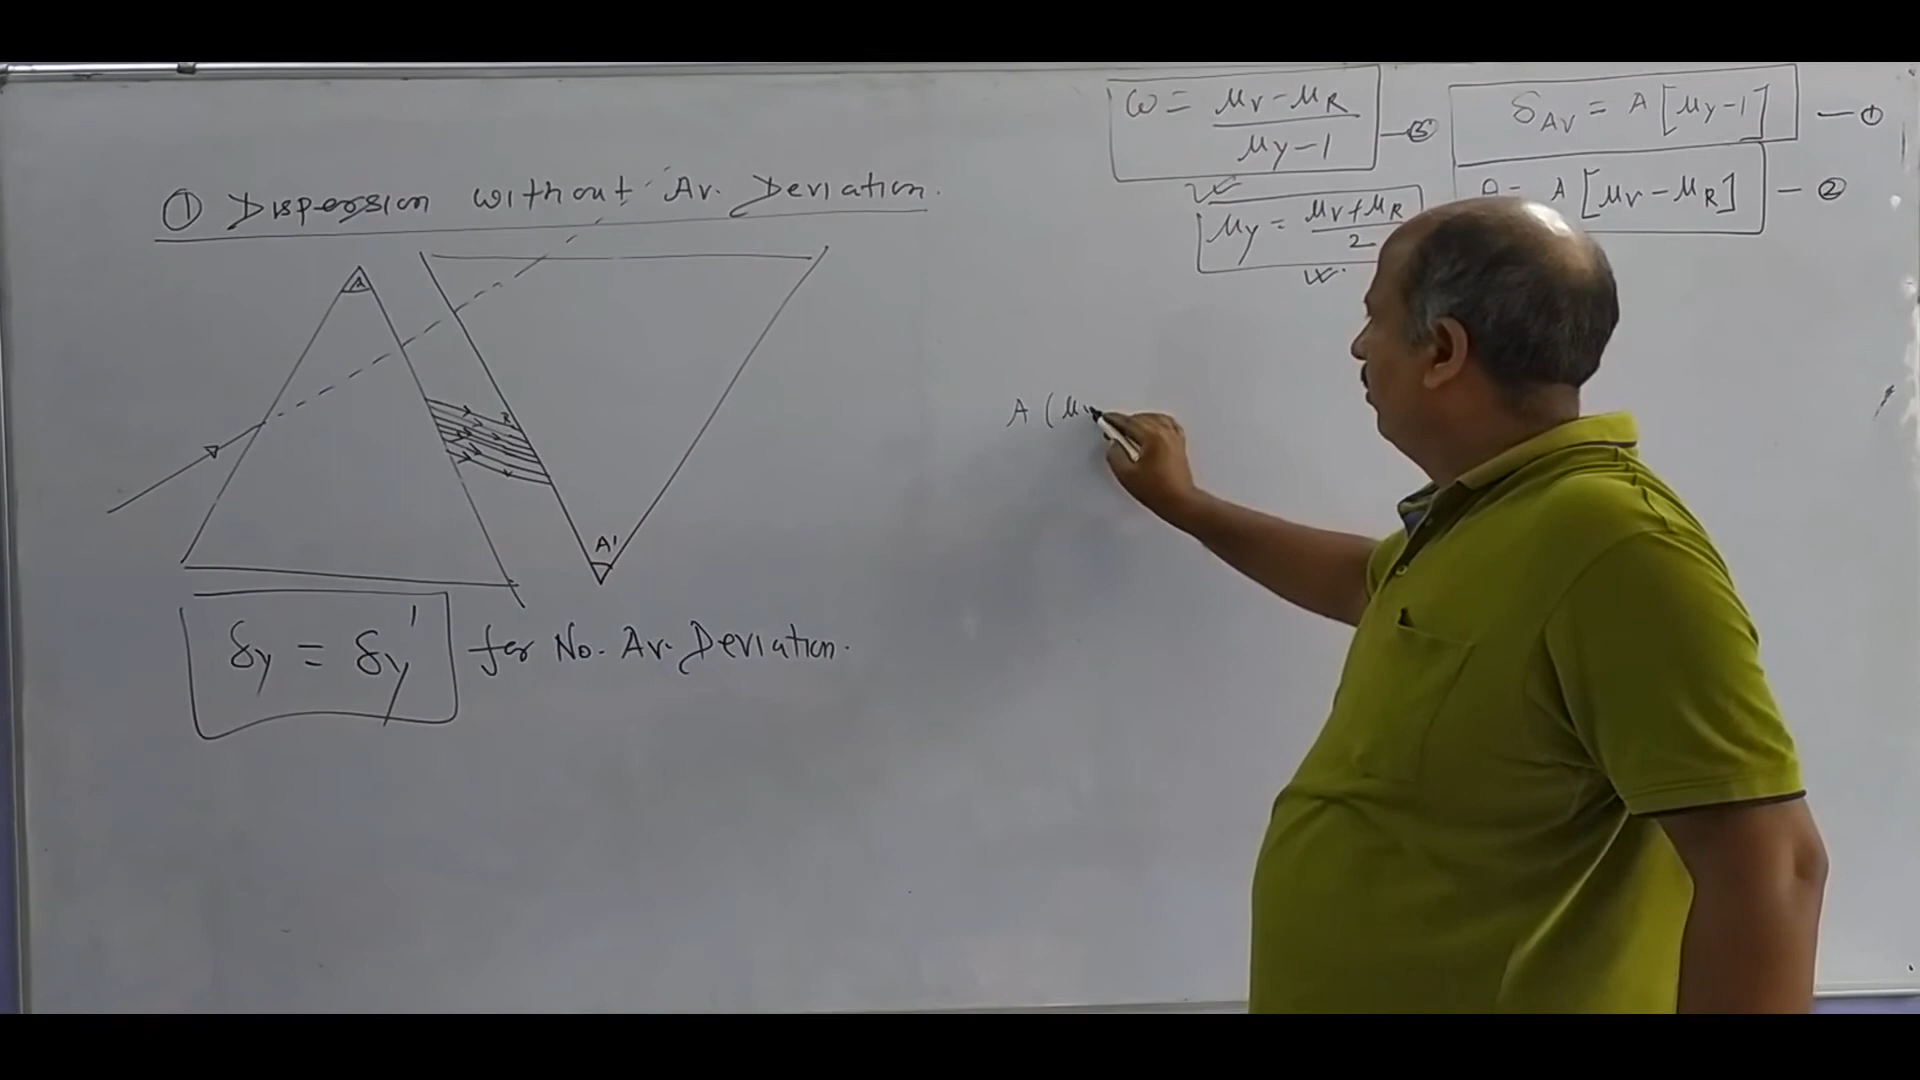 ω = μv - μR / μy - 1 — ③
δAv = A [μy - 1] — ①
A [μv - μR] — ②
μy = μv + μR / 2
① Dispersion without Av. Deviation.
A
R
A'
A (μ
δy = δy' for No. Av. Deviation.